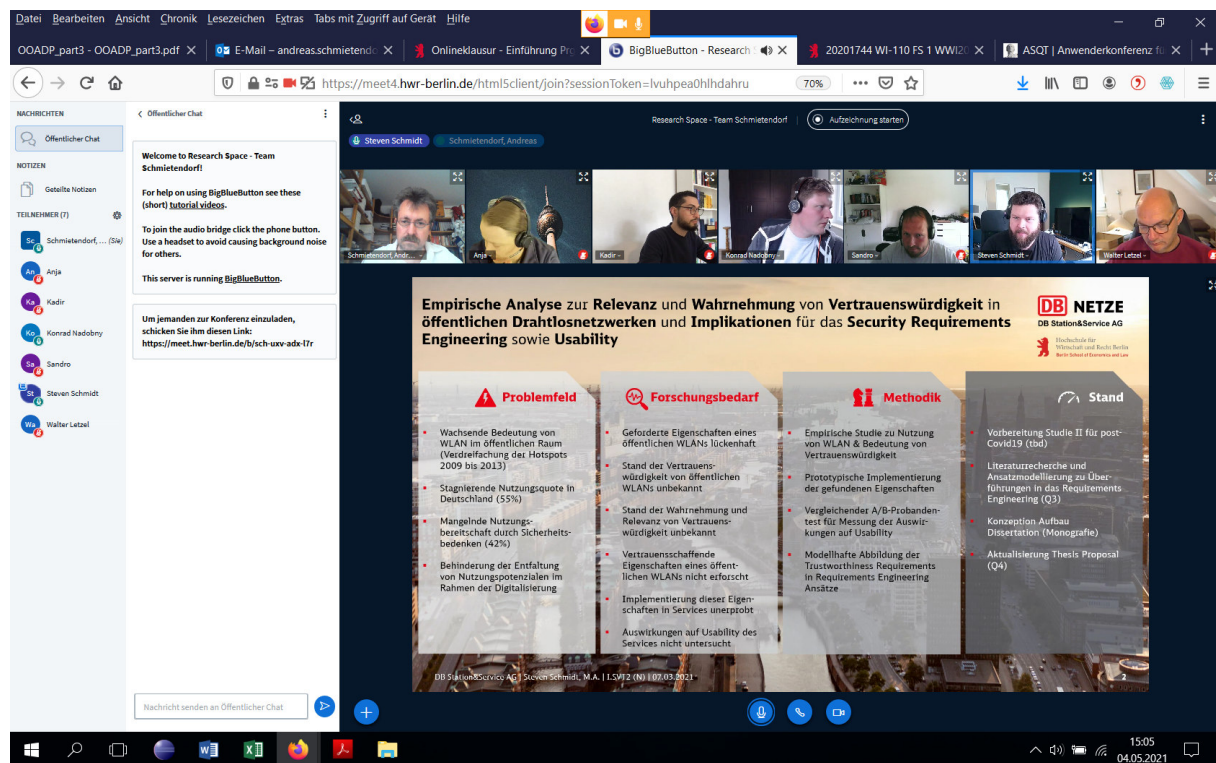 Datei Bearbeiten Ansicht Chronik Lesezeichen Extras Tabs mit Zugriff auf Gerät Hilfe
OOADP_part3 - OOADP_part3.pdf
E-Mail – andreas.schmietend
Onlineklausur - Einführung Pr
BigBlueButton - Research
20201744 WI-110 FS 1 WWI20
ASQT | Anwenderkonferenz fü
https://meet4.hwr-berlin.de/html5client/join?sessionToken=lvuhpea0hlhdahru
70%
NACHRICHTEN
Öffentlicher Chat
NOTIZEN
Geteilte Notizen
TEILNEHMER (7)
Sc Schmietendorf, ... (Sie)
An Anja
Ka Kadir
Ko Konrad Nadobny
Sa Sandro
St Steven Schmidt
Wa Walter Letzel
Öffentlicher Chat
Welcome to Research Space - Team
Schmietendorf!
For help on using BigBlueButton see these
(short) tutorial videos.
To join the audio bridge click the phone button.
Use a headset to avoid causing background noise
for others.
This server is running BigBlueButton.
Um jemanden zur Konferenz einzuladen,
schicken Sie ihm diesen Link:
https://meet.hwr-berlin.de/b/sch-uxv-adx-l7r
Nachricht senden an Öffentlicher Chat
Research Space - Team Schmietendorf
Aufzeichnung starten
Steven Schmidt
Schmietendorf, Andreas
Schmietendorf, Andr...
Anja
Kadir
Konrad Nadobny
Sandro
Steven Schmidt
Walter Letzel
Empirische Analyse zur Relevanz und Wahrnehmung von Vertrauenswürdigkeit in
öffentlichen Drahtlosnetzwerken und Implikationen für das Security Requirements
Engineering sowie Usability
DB NETZE
DB Station&Service AG
Hochschule für
Wirtschaft und Recht Berlin
Berlin School of Economics and Law
Problemfeld
Wachsende Bedeutung von
WLAN im öffentlichen Raum
(Verdreifachung der Hotspots
2009 bis 2013)
Stagnierende Nutzungsquote in
Deutschland (55%)
Mangelnde Nutzungs-
bereitschaft durch Sicherheits-
bedenken (42%)
Behinderung der Entfaltung
von Nutzungspotenzialen im
Rahmen der Digitalisierung
Forschungsbedarf
Geforderte Eigenschaften eines
öffentlichen WLANs lückenhaft
Stand der Vertrauens-
würdigkeit von öffentlichen
WLANs unbekannt
Stand der Wahrnehmung und
Relevanz von Vertrauens-
würdigkeit unbekannt
Vertrauensschaffende
Eigenschaften eines öffent-
lichen WLANs nicht erforscht
Implementierung dieser Eigen-
schaften in Services unerprobt
Auswirkungen auf Usability des
Services nicht untersucht
Methodik
Empirische Studie zu Nutzung
von WLAN & Bedeutung von
Vertrauenswürdigkeit
Prototypische Implementierung
der gefundenen Eigenschaften
Vergleichender A/B-Probanden-
test für Messung der Auswir-
kungen auf Usability
Modellhafte Abbildung der
Trustworthiness Requirements
in Requirements Engineering
Ansätze
Stand
Vorbereitung Studie II für post-
Covid19 (tbd)
Literaturrecherche und
Ansatzmodellierung zu Über-
führungen in das Requirements
Engineering (Q3)
Konzeption Aufbau
Dissertation (Monografie)
Aktualisierung Thesis Proposal
(Q4)
DB Station&Service AG | Steven Schmidt, M.A. | I.SVI 2 (N) | 07.03.2021
2
15:05
04.05.2021